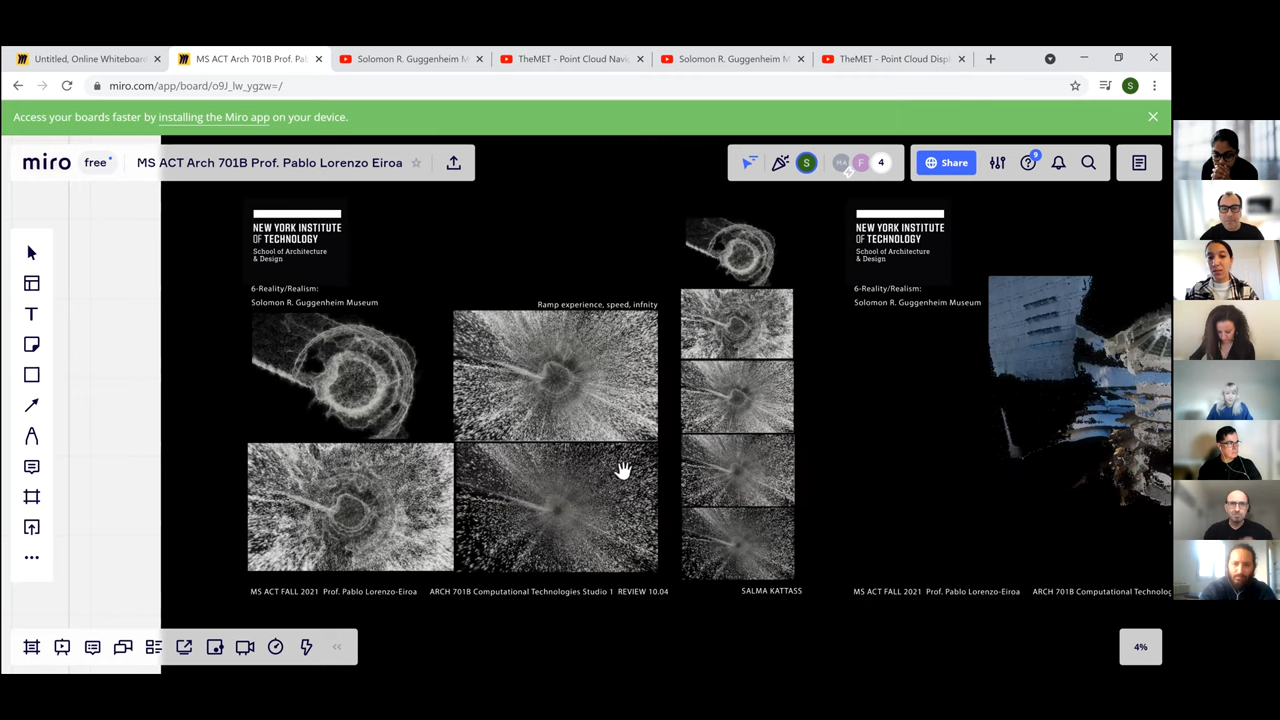 Untitled, Online Whiteboard
MS ACT Arch 701B Prof. Pa
Solomon R. Guggenheim M
TheMET - Point Cloud Navi
Solomon R. Guggenheim M
TheMET - Point Cloud Disp
miro.com/app/board/o9J_lw_ygzw=/
S
Access your boards faster by installing the Miro app on your device.
miro free MS ACT Arch 701B Prof. Pablo Lorenzo Eiroa
S MA F 4 Share 9
NEW YORK INSTITUTE
OF TECHNOLOGY
School of Architecture
& Design
6-Reality/Realism:
Solomon R. Guggenheim Museum
Ramp experience, speed, infnity
MS ACT FALL 2021 Prof. Pablo Lorenzo-Eiroa ARCH 701B Computational Technologies Studio 1 REVIEW 10.04 SALMA KATTASS
NEW YORK INSTITUTE
OF TECHNOLOGY
School of Architecture
& Design
6-Reality/Realism:
Solomon R. Guggenheim Museum
MS ACT FALL 2021 Prof. Pablo Lorenzo-Eiroa ARCH 701B Computational Technolog
4%